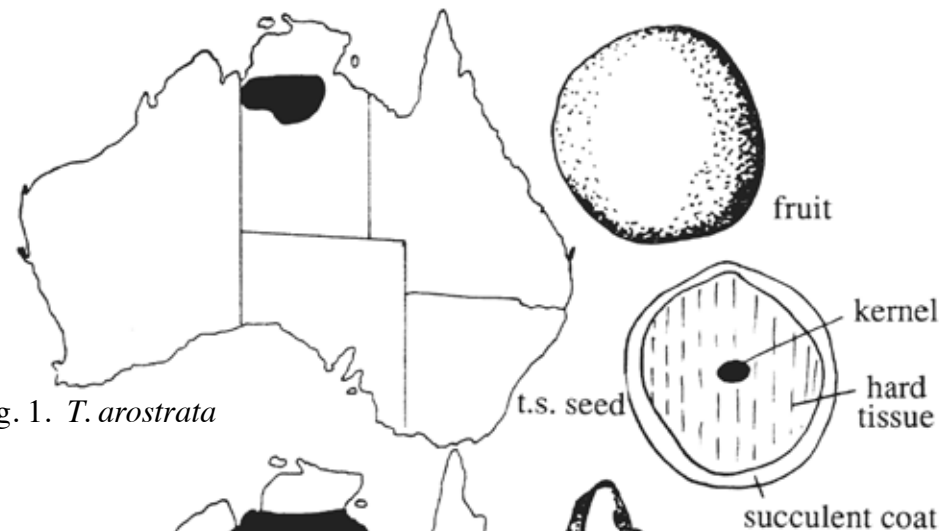 fruit
kernel
hard
tissue
t.s. seed
g. 1. T. arostrata
succulent coat